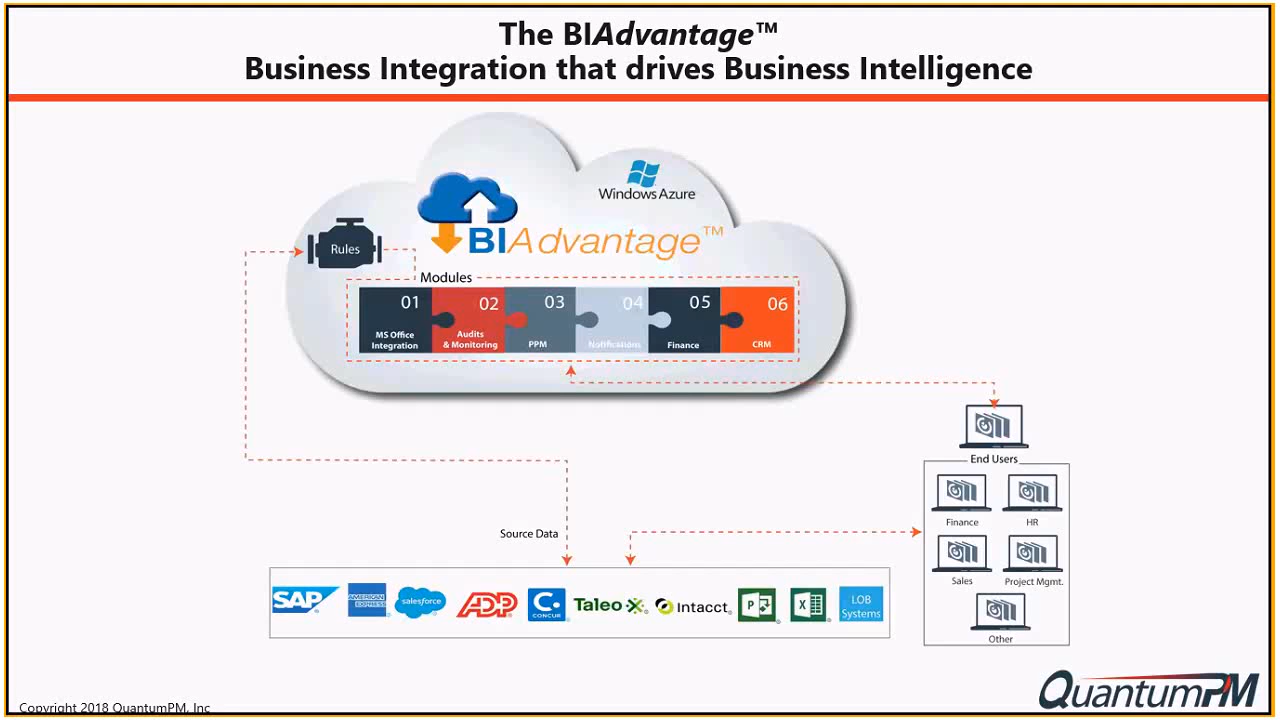 The BIAdvantage™
Business Integration that drives Business Intelligence
Windows Azure
BIAdvantage™
Rules
Modules
01 02 03 04 05 06
MS Office
Integration
Audits
& Monitoring
PPM
Notifications
Finance
CRM
End Users
Finance
HR
Sales
Project Mgmt.
Other
Source Data
SAP
AMERICAN
EXPRESS
salesforce
ADP
C.
CONCUR
Taleo
Intacct
P
X
LOB
Systems
QuantumPM
Copyright 2018 QuantumPM, Inc